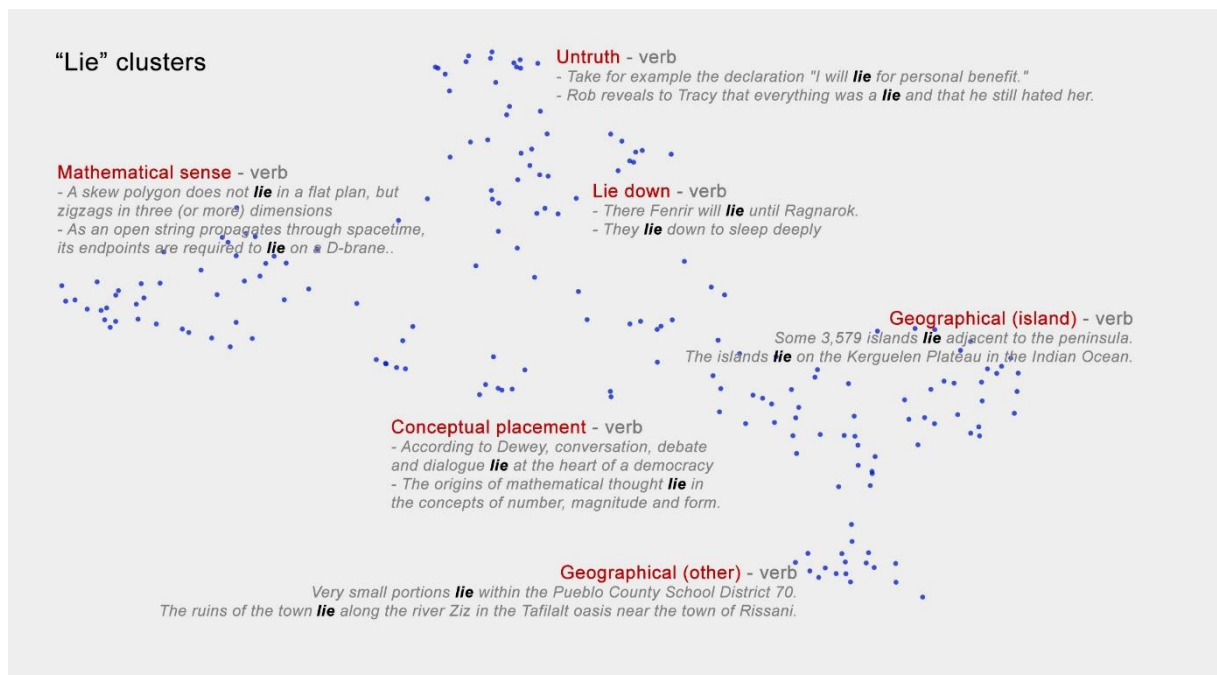 “Lie” clusters
Untruth - verb
- Take for example the declaration "I will lie for personal benefit."
- Rob reveals to Tracy that everything was a lie and that he still hated her.
Mathematical sense - verb
- A skew polygon does not lie in a flat plan, but
zigzags in three (or more) dimensions
- As an open string propagates through spacetime,
its endpoints are required to lie on a D-brane..
Lie down - verb
- There Fenrir will lie until Ragnarok.
- They lie down to sleep deeply
Geographical (island) - verb
Some 3,579 islands lie adjacent to the peninsula.
The islands lie on the Kerguelen Plateau in the Indian Ocean.
Conceptual placement - verb
- According to Dewey, conversation, debate
and dialogue lie at the heart of a democracy
- The origins of mathematical thought lie in
the concepts of number, magnitude and form.
Geographical (other) - verb
Very small portions lie within the Pueblo County School District 70.
The ruins of the town lie along the river Ziz in the Tafilalt oasis near the town of Rissani.